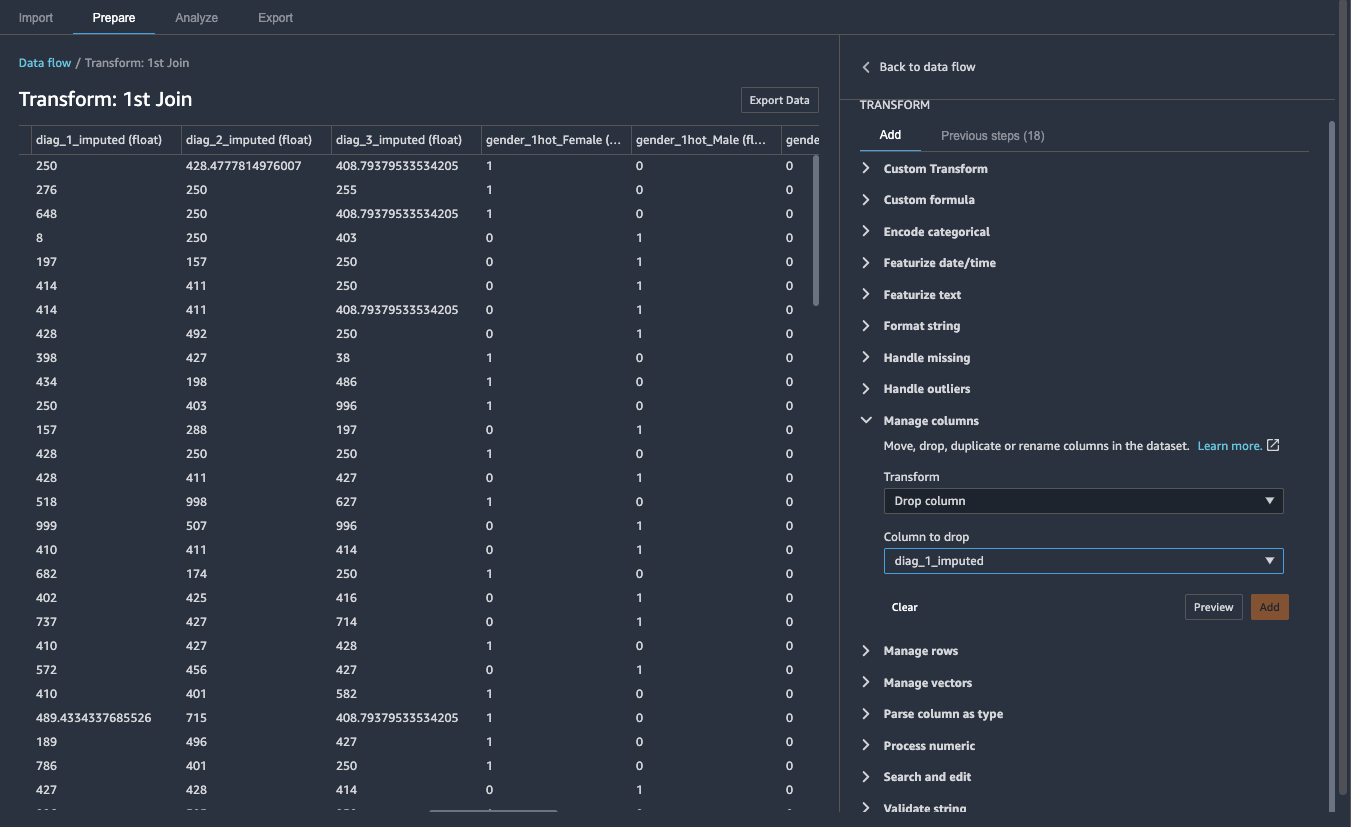 Import Prepare Analyze Export
Data flow / Transform: 1st Join
Transform: 1st Join
Export Data
diag_1_imputed (float) diag_2_imputed (float) diag_3_imputed (float) gender_1hot_Female (... gender_1hot_Male (fl... gende
250 428.4777814976007 408.79379533534205 1 0 0
276 250 255 1 0 0
648 250 408.79379533534205 1 0 0
8 250 403 0 1 0
197 157 250 0 1 0
414 411 250 0 1 0
414 411 408.79379533534205 0 1 0
428 492 250 0 1 0
398 427 38 1 0 0
434 198 486 1 0 0
250 403 996 1 0 0
157 288 197 0 1 0
428 250 250 1 0 0
428 411 427 0 1 0
518 998 627 1 0 0
999 507 996 0 1 0
410 411 414 0 1 0
682 174 250 1 0 0
402 425 416 0 1 0
737 427 714 0 1 0
410 427 428 1 0 0
572 456 427 0 1 0
410 401 582 1 0 0
489.4334337685526 715 408.79379533534205 1 0 0
189 496 427 1 0 0
786 401 250 1 0 0
427 428 414 0 1 0
Back to data flow
TRANSFORM
Add Previous steps (18)
Custom Transform
Custom formula
Encode categorical
Featurize date/time
Featurize text
Format string
Handle missing
Handle outliers
Manage columns
Move, drop, duplicate or rename columns in the dataset. Learn more.
Transform
Drop column
Column to drop
diag_1_imputed
Clear Preview Add
Manage rows
Manage vectors
Parse column as type
Process numeric
Search and edit
Validate string